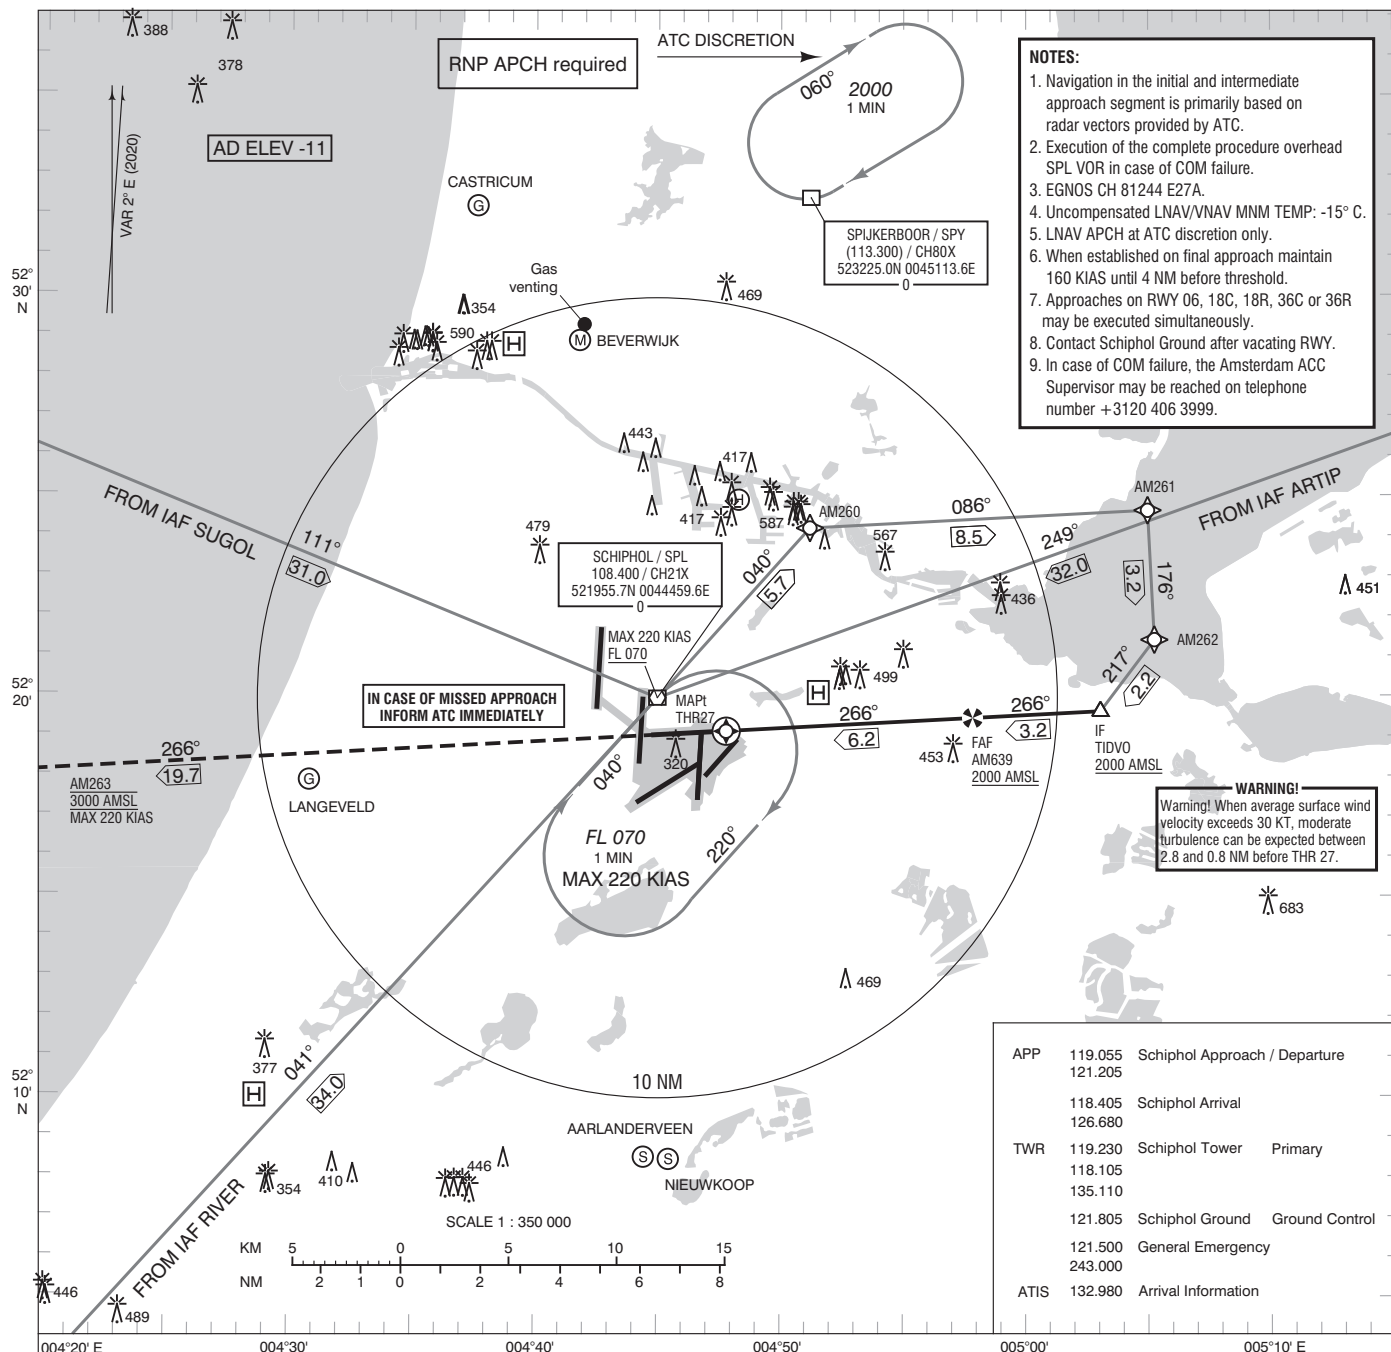 388
378
RNP APCH required
ATC DISCRETION
060°
2000
1 MIN
NOTES:
1. Navigation in the initial and intermediate
approach segment is primarily based on
radar vectors provided by ATC.
2. Execution of the complete procedure overhead
SPL VOR in case of COM failure.
3. EGNOS CH 81244 E27A.
4. Uncompensated LNAV/VNAV MNM TEMP: -15° C.
5. LNAV APCH at ATC discretion only.
6. When established on final approach maintain
160 KIAS until 4 NM before threshold.
7. Approaches on RWY 06, 18C, 18R, 36C or 36R
may be executed simultaneously.
8. Contact Schiphol Ground after vacating RWY.
9. In case of COM failure, the Amsterdam ACC
Supervisor may be reached on telephone
number +3120 406 3999.
VAR 2° E (2020)
AD ELEV -11
CASTRICUM
G
SPIJKERBOOR / SPY
(113.300) / CH80X
523225.0N 0045113.6E
0
52°
30'
N
Gas
venting
354
469
590
H
M
BEVERWIJK
443
417
H
417
587
AM260
086°
8.5
AM261
FROM IAF ARTIP
249°
32.0
FROM IAF SUGOL
111°
31.0
479
SCHIPHOL / SPL
108.400 / CH21X
521955.7N 0044459.6E
0
040°
5.7
567
436
3.2
176°
451
MAX 220 KIAS
FL 070
AM262
217°
2.2
499
H
52°
20'
IN CASE OF MISSED APPROACH
INFORM ATC IMMEDIATELY
MAPt
THR27
266°
6.2
266°
3.2
IF
TIDVO
2000 AMSL
FAF
AM639
2000 AMSL
453
320
266°
19.7
AM263
3000 AMSL
MAX 220 KIAS
G
LANGEVELD
040°
FL 070
1 MIN
MAX 220 KIAS
220°
WARNING!
Warning! When average surface wind
velocity exceeds 30 KT, moderate
turbulence can be expected between
2.8 and 0.8 NM before THR 27.
683
469
377
H
041°
34.0
52°
10'
N
10 NM
AARLANDERVEEN
S
S
NIEUWKOOP
354
410
446
FROM IAF RIVER
446
489
SCALE 1 : 350 000
KM 5 0 5 10 15
NM 2 1 0 2 4 6 8
APP 119.055 Schiphol Approach / Departure
121.205
118.405 Schiphol Arrival
126.680
TWR 119.230 Schiphol Tower Primary
118.105
135.110
121.805 Schiphol Ground Ground Control
121.500 General Emergency
243.000
ATIS 132.980 Arrival Information
004°20' E 004°30' 004°40' 004°50' 005°00' 005°10' E